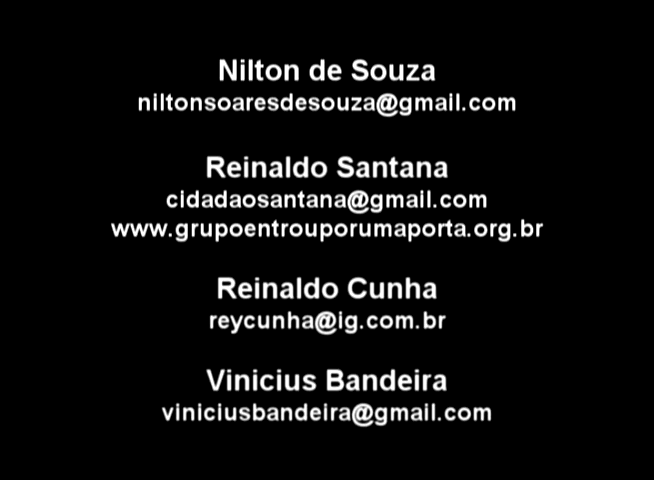 Nilton de Souza
niltonsoaresdesouza@gmail.com
Reinaldo Santana
cidadaosantana@gmail.com
www.grupoentrouporumaporta.org.br
Reinaldo Cunha
reycunha@ig.com.br
Vinicius Bandeira
viniciusbandeira@gmail.com